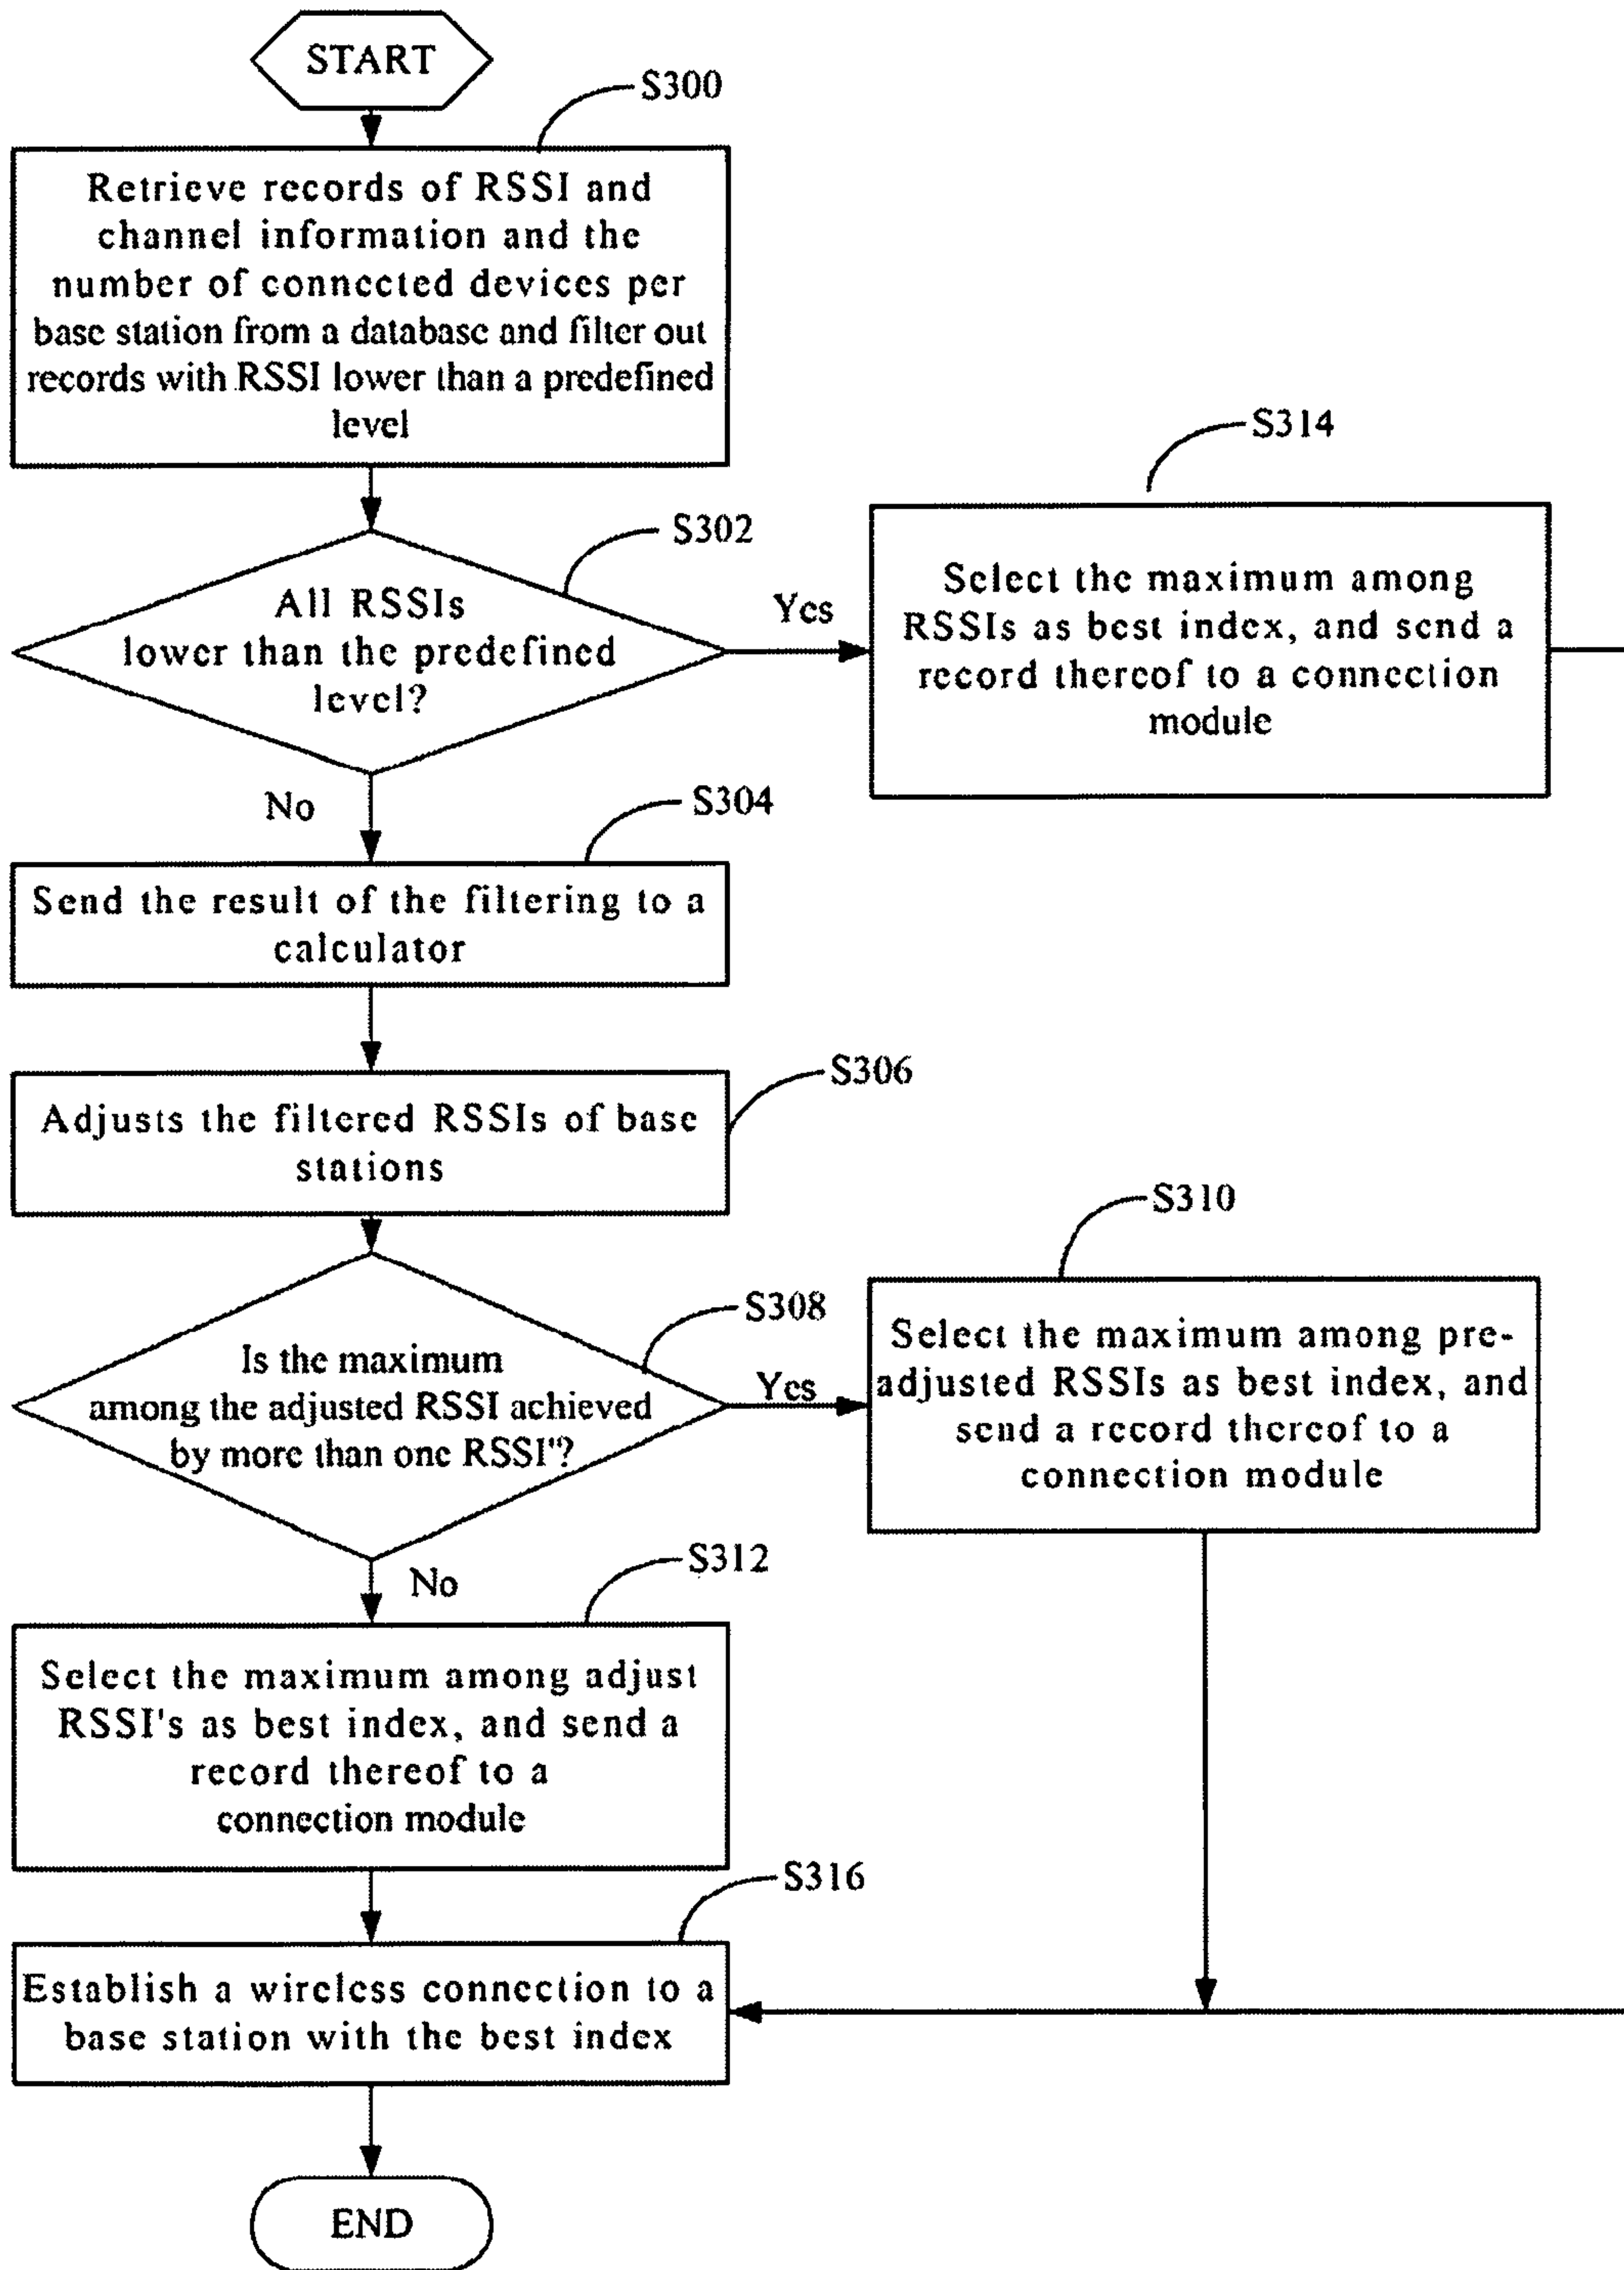 START
S300
Retrieve records of RSSI and
channel information and the
number of connected devices per
base station from a database and filter out
records with RSSI lower than a predefined
level
S302
All RSSIs
lower than the predefined
level?
Yes
S314
Select the maximum among
RSSIs as best index, and send a
record thereof to a connection
module
No
S304
Send the result of the filtering to a
calculator
S306
Adjusts the filtered RSSIs of base
stations
S308
Is the maximum
among the adjusted RSSI achieved
by more than one RSSI"?
Yes
S310
Select the maximum among pre-
adjusted RSSIs as best index, and
send a record thereof to a
connection module
No
S312
Select the maximum among adjust
RSSI's as best index, and send a
record thereof to a
connection module
S316
Establish a wireless connection to a
base station with the best index
END